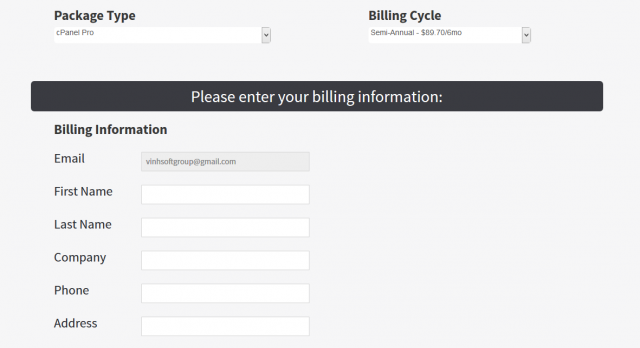 Package Type
Billing Cycle
cPanel Pro
Semi-Annual - $89.70/6mo
Please enter your billing information:
Billing Information
Email
vinhsoftgroup@gmail.com
First Name
Last Name
Company
Phone
Address